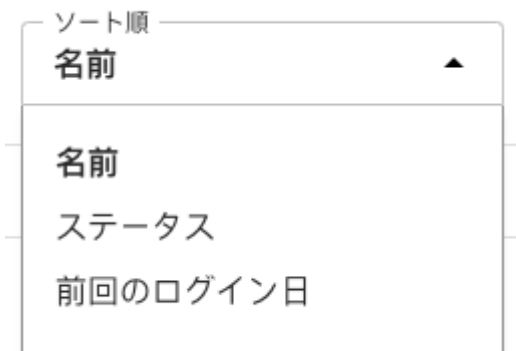 ソート順
名前
名前
ステータス
前回のログイン日